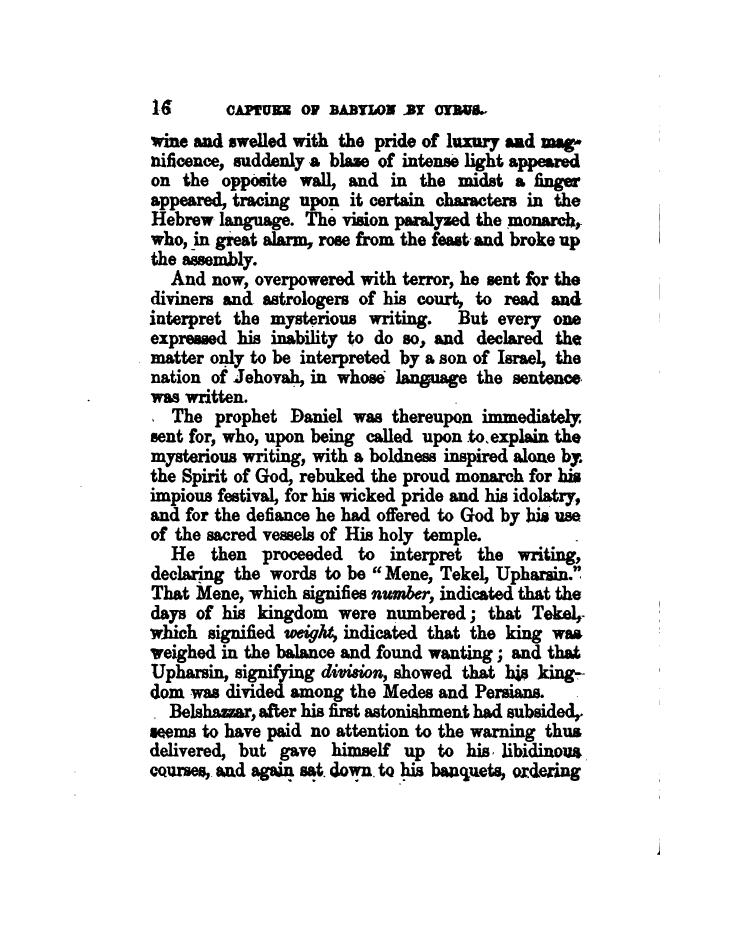 16 CAPTURE OF BABYLON BY CYRUS.
wine and swelled with the pride of luxury and mag-
nificence, suddenly a blaze of intense light appeared
on the opposite wall, and in the midst a finger
appeared, tracing upon it certain characters in the
Hebrew language. The vision paralyzed the monarch,
who, in great alarm, rose from the feast and broke up
the assembly.
And now, overpowered with terror, he sent for the
diviners and astrologers of his court, to read and
interpret the mysterious writing. But every one
expressed his inability to do so, and declared the
matter only to be interpreted by a son of Israel, the
nation of Jehovah, in whose language the sentence
was written.
The prophet Daniel was thereupon immediately
sent for, who, upon being called upon to explain the
mysterious writing, with a boldness inspired alone by
the Spirit of God, rebuked the proud monarch for his
impious festival, for his wicked pride and his idolatry,
and for the defiance he had offered to God by his use
of the sacred vessels of His holy temple.
He then proceeded to interpret the writing,
declaring the words to be "Mene, Tekel, Upharsin."
That Mene, which signifies number, indicated that the
days of his kingdom were numbered; that Tekel,
which signified weight, indicated that the king was
weighed in the balance and found wanting; and that
Upharsin, signifying division, showed that his king-
dom was divided among the Medes and Persians.
Belshazzar, after his first astonishment had subsided,
seems to have paid no attention to the warning thus
delivered, but gave himself up to his libidinous
courses, and again sat down to his banquets, ordering